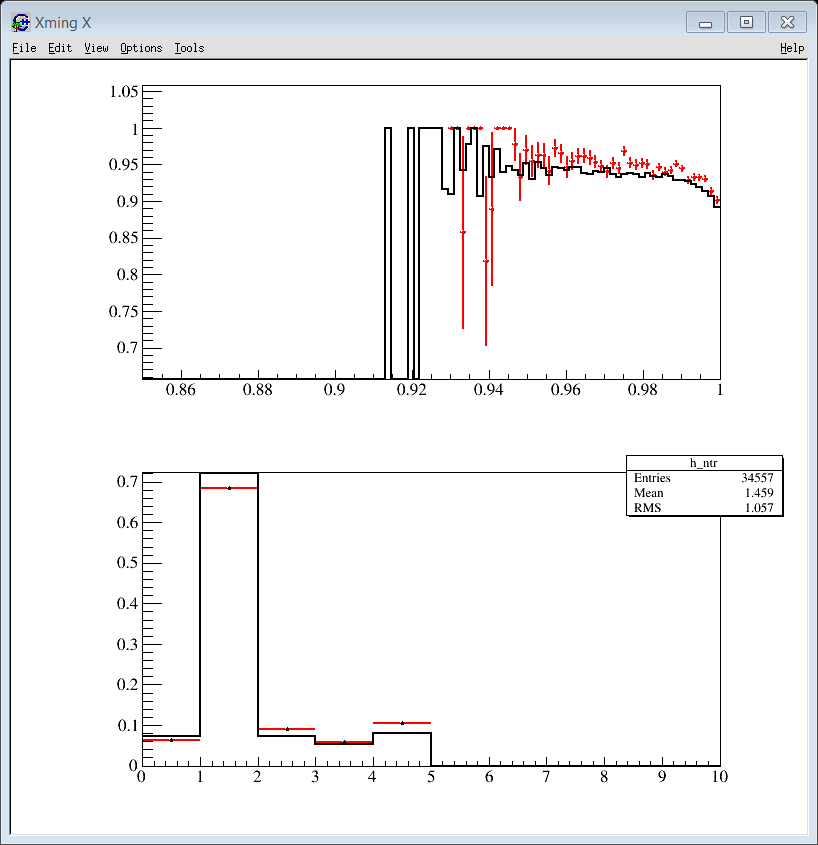 Xming X
File Edit View Options Tools Help
1.05
1
0.95
0.9
0.85
0.8
0.75
0.7
0.86 0.88 0.9 0.92 0.94 0.96 0.98 1
h_ntr
Entries 34557
Mean 1.459
RMS 1.057
0.7
0.6
0.5
0.4
0.3
0.2
0.1
0
0 1 2 3 4 5 6 7 8 9 10